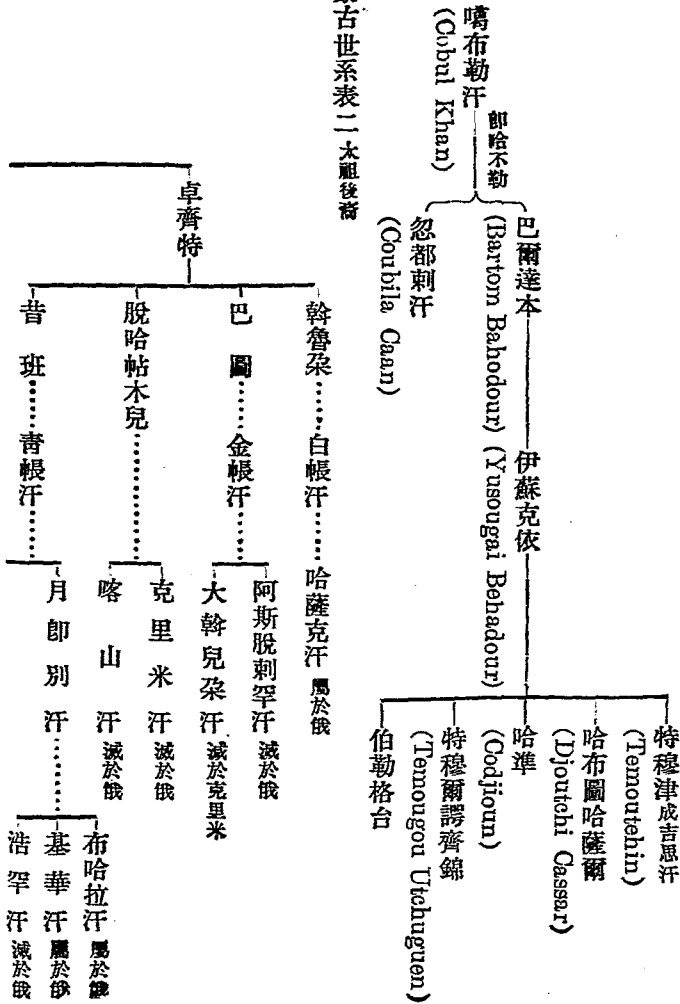 噶布勒汗
(Cobul Khan)
卽哈不勒
巴爾達本
(Bartom Bahodour)
忽都剌汗
(Coubila Caan)
伊蘇克依
(Yusougai Behadour)
特穆津成吉思汗
(Temoutehin)
哈布圖哈薩爾
(Djoutchi Cassar)
哈準
(Codjioun)
特穆爾諤齊錦
(Temougou Utchuguen)
伯勒格台
古世系表二 太祖後裔
卓齊特
斡魯朶……白帳汗……哈薩克汗 屬於俄
巴圖……金帳汗……
阿斯脫剌罕汗 滅於俄
大斡兒朶汗 滅於克里米
脫哈帖木兒……
克里米汗 滅於俄
喀山汗 滅於俄
昔班……靑帳汗……
月卽別汗……
布哈拉汗 屬於俄
基華汗 屬於俄
浩罕汗 滅於俄